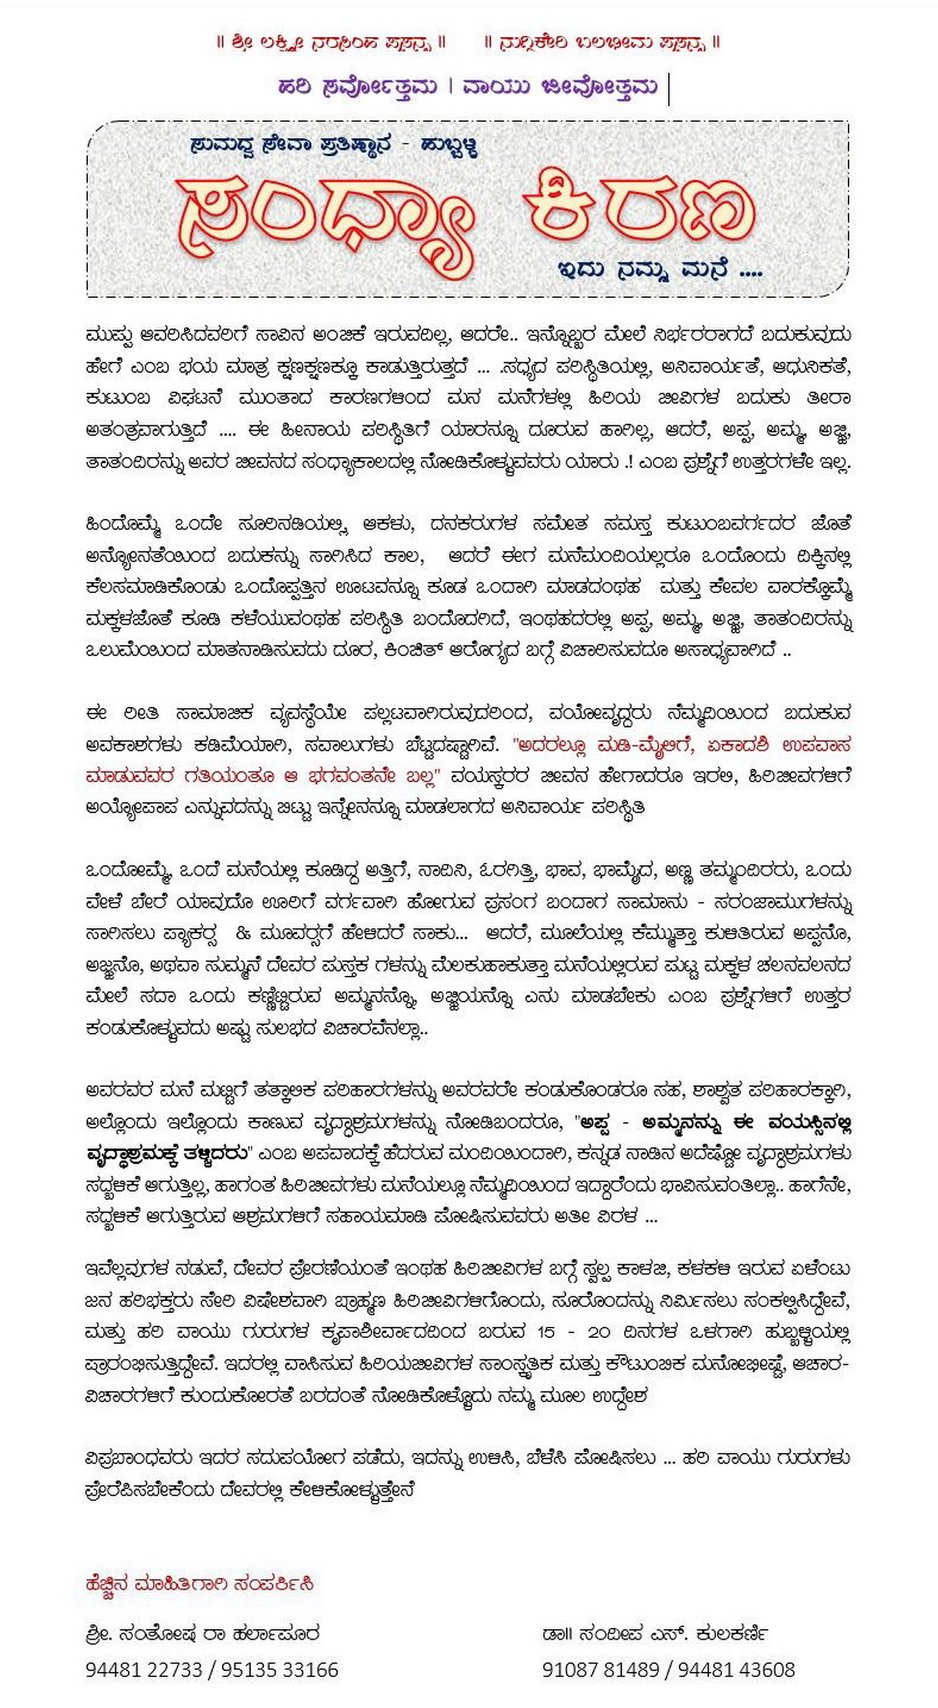 ॥ ಶ್ರೀ ಲಕ್ಷ್ಮೀ ನರಸಿಂಹ ಪ್ರಸನ್ನ ॥ ॥ ನುಗ್ಗಿಕೇರಿ ಬಲಭೀಮ ಪ್ರಸನ್ನ ॥
ಹರಿ ಸರ್ವೋತ್ತಮ । ವಾಯು ಜೀವೋತ್ತಮ
ಸುಮಧ್ವ ಸೇವಾ ಪ್ರತಿಷ್ಠಾನ - ಹುಬ್ಬಳ್ಳಿ
ಸಂಧ್ಯಾ ಕಿರಣ
ಇದು ನಮ್ಮ ಮನೆ ....
ಮುಪ್ಪು ಆವರಿಸಿದವರಿಗೆ ಸಾವಿನ ಅಂಜಿಕೆ ಇರುವದಿಲ್ಲ, ಆದರೇ.. ಇನ್ನೊಬ್ಬರ ಮೇಲೆ ನಿರ್ಭರರಾಗದೆ ಬದುಕುವುದು
ಹೇಗೆ ಎಂಬ ಭಯ ಮಾತ್ರ ಕ್ಷಣಕ್ಷಣಕ್ಕೂ ಕಾಡುತ್ತಿರುತ್ತದೆ ... .ಸಧ್ಯದ ಪರಿಸ್ಥಿತಿಯಲ್ಲಿ, ಅನಿವಾರ್ಯತೆ, ಆಧುನಿಕತೆ,
ಕುಟುಂಬ ವಿಘಟನೆ ಮುಂತಾದ ಕಾರಣಗಳಿಂದ ಮನ ಮನೆಗಳಲ್ಲಿ ಹಿರಿಯ ಜೀವಿಗಳ ಬದುಕು ತೀರಾ
ಅತಂತ್ರವಾಗುತ್ತಿದೆ .... ಈ ಹೀನಾಯ ಪರಿಸ್ಥಿತಿಗೆ ಯಾರನ್ನೂ ದೂರುವ ಹಾಗಿಲ್ಲ, ಆದರೆ, ಅಪ್ಪ, ಅಮ್ಮ, ಅಜ್ಜಿ,
ತಾತಂದಿರನ್ನು ಅವರ ಜೀವನದ ಸಂಧ್ಯಾಕಾಲದಲ್ಲಿ ನೋಡಿಕೊಳ್ಳುವವರು ಯಾರು .! ಎಂಬ ಪ್ರಶ್ನೆಗೆ ಉತ್ತರಗಳೇ ಇಲ್ಲ.
ಹಿಂದೊಮ್ಮೆ ಒಂದೇ ಸೂರಿನಡಿಯಲ್ಲಿ, ಆಕಳು, ದನಕರುಗಳ ಸಮೇತ ಸಮಸ್ತ ಕುಟುಂಬವರ್ಗದರ ಜೊತೆ
ಅನ್ಯೋನತೆಯಿಂದ ಬದುಕನ್ನು ಸಾಗಿಸಿದ ಕಾಲ, ಆದರೆ ಈಗ ಮನೆಮಂದಿಯಲ್ಲರೂ ಒಂದೊಂದು ದಿಕ್ಕಿನಲ್ಲಿ
ಕೆಲಸಮಾಡಿಕೊಂಡು ಒಂದೊಪ್ಪತ್ತಿನ ಊಟವನ್ನೂ ಕೂಡ ಒಂದಾಗಿ ಮಾಡದಂಥಹ ಮತ್ತು ಕೇವಲ ವಾರಕ್ಕೊಮ್ಮೆ
ಮಕ್ಕಳಜೊತೆ ಕೂಡಿ ಕಳೆಯುವಂಥಹ ಪರಿಸ್ಥಿತಿ ಬಂದೊದಗಿದೆ, ಇಂಥಹದರಲ್ಲಿ ಅಪ್ಪ, ಅಮ್ಮ, ಅಜ್ಜಿ, ತಾತಂದಿರನ್ನು
ಒಲುಮೆಯಿಂದ ಮಾತನಾಡಿಸುವದು ದೂರ, ಕಿಂಚಿತ್ ಆರೋಗ್ಯದ ಬಗ್ಗೆ ವಿಚಾರಿಸುವದೂ ಅಸಾಧ್ಯವಾಗಿದೆ ..
ಈ ರೀತಿ ಸಾಮಾಜಿಕ ವ್ಯವಸ್ಥೆಯೇ ಪಲ್ಲಟವಾಗಿರುವುದರಿಂದ, ವಯೋವೃದ್ದರು ನೆಮ್ಮದಿಯಿಂದ ಬದುಕುವ
ಅವಕಾಶಗಳು ಕಡಿಮೆಯಾಗಿ, ಸವಾಲುಗಳು ಬೆಟ್ಟದಷ್ಟಾಗಿವೆ. "ಅದರಲ್ಲೂ ಮಡಿ-ಮೈಲಿಗೆ, ಏಕಾದಶಿ ಉಪವಾಸ
ಮಾಡುವವರ ಗತಿಯಂತೂ ಆ ಭಗವಂತನೇ ಬಲ್ಲ" ವಯಸ್ಕರರ ಜೀವನ ಹೇಗಾದರೂ ಇರಲಿ, ಹಿರಿಜೀವಗಳಿಗೆ
ಅಯ್ಯೋಪಾಪ ಎನ್ನುವದನ್ನು ಬಿಟ್ಟು ಇನ್ನೇನನ್ನೂ ಮಾಡಲಾಗದ ಅನಿವಾರ್ಯ ಪರಿಸ್ಥಿತಿ
ಒಂದೋಮ್ಮೆ, ಒಂದೆ ಮನೆಯಲ್ಲಿ ಕೂಡಿದ್ದ ಅತ್ತಿಗೆ, ನಾದಿನಿ, ಓರಗಿತ್ತಿ, ಭಾವ, ಭಾಮೈದ, ಅಣ್ಣ ತಮ್ಮಂದಿರರು, ಒಂದು
ವೇಳೆ ಬೇರೆ ಯಾವುದೊ ಊರಿಗೆ ವರ್ಗವಾಗಿ ಹೋಗುವ ಪ್ರಸಂಗ ಬಂದಾಗ ಸಾಮಾನು - ಸರಂಜಾಮುಗಳನ್ನು
ಸಾಗಿಸಲು ಪ್ಯಾಕರ್‍ಸ & ಮೂವರ್‍ಸಗೆ ಹೇಳಿದರೆ ಸಾಕು... ಆದರೆ, ಮೂಲೆಯಲ್ಲಿ ಕೆಮ್ಮುತ್ತಾ ಕುಳಿತಿರುವ ಅಪ್ಪನೊ,
ಅಜ್ಜನೊ, ಅಥವಾ ಸುಮ್ಮನೆ ದೇವರ ಪುಸ್ತಕ ಗಳನ್ನು ಮೆಲಕುಹಾಕುತ್ತಾ ಮನೆಯಲ್ಲಿರುವ ಪುಟ್ಟ ಮಕ್ಕಳ ಚಲನವಲನದ
ಮೇಲೆ ಸದಾ ಒಂದು ಕಣ್ಣಿಟ್ಟಿರುವ ಅಮ್ಮನನ್ನೊ, ಅಜ್ಜಿಯನ್ನೊ ಎನು ಮಾಡಬೇಕು ಎಂಬ ಪ್ರಶ್ನೆಗಳಿಗೆ ಉತ್ತರ
ಕಂಡುಕೊಳ್ಳುವದು ಅಷ್ಟು ಸುಲಭದ ವಿಚಾರವೆನಲ್ಲಾ..
ಅವರವರ ಮನೆ ಮಟ್ಟಿಗೆ ತತ್ಕಾಲಿಕ ಪರಿಹಾರಗಳನ್ನು ಅವರವರೇ ಕಂಡುಕೊಂಡರೂ ಸಹ, ಶಾಶ್ವತ ಪರಿಹಾರಕ್ಕಾಗಿ,
ಅಲ್ಲೊಂದು ಇಲ್ಲೊಂದು ಕಾಣುವ ವೃದ್ಧಾಶ್ರಮಗಳನ್ನು ನೋಡಿಬಂದರೂ, "ಅಪ್ಪ - ಅಮ್ಮನನ್ನು ಈ ವಯಸ್ಸಿನಲ್ಲಿ
ವೃದ್ಧಾಶ್ರಮಕ್ಕೆ ತಳ್ಳಿದರು" ಎಂಬ ಅಪವಾದಕ್ಕೆ ಹೆದರುವ ಮಂದಿಯಿಂದಾಗಿ, ಕನ್ನಡ ನಾಡಿನ ಅದೆಷ್ಟೋ ವೃದ್ಧಾಶ್ರಮಗಳು
ಸದ್ಬಳಕೆ ಆಗುತ್ತಿಲ್ಲ, ಹಾಗಂತ ಹಿರಿಜೀವಗಳು ಮನೆಯಲ್ಲೂ ನೆಮ್ಮದಿಯಿಂದ ಇದ್ದಾರೆಂದು ಭಾವಿಸುವಂತಿಲ್ಲಾ.. ಹಾಗೆನೇ,
ಸದ್ಬಳಕೆ ಆಗುತ್ತಿರುವ ಆಶ್ರಮಗಳಿಗೆ ಸಹಾಯಮಾಡಿ ಪೋಷಿಸುವವರು ಅತೀ ವಿರಳ ...
ಇವೆಲ್ಲವುಗಳ ನಡುವೆ, ದೇವರ ಪ್ರೇರಣೆಯಂತೆ ಇಂಥಹ ಹಿರಿಜೀವಿಗಳ ಬಗ್ಗೆ ಸ್ವಲ್ಪ ಕಾಳಜಿ, ಕಳಕಳಿ ಇರುವ ಏಳೆಂಟು
ಜನ ಹರಿಭಕ್ತರು ಸೇರಿ ವಿಷೇಶವಾಗಿ ಬ್ರಾಹ್ಮಣ ಹಿರಿಜೀವಿಗಳಿಗೊಂದು, ಸೂರೊಂದನ್ನು ನಿರ್ಮಿಸಲು ಸಂಕಲ್ಪಿಸಿದ್ದೇವೆ,
ಮತ್ತು ಹರಿ ವಾಯು ಗುರುಗಳ ಕೃಪಾಶೀರ್ವಾದದಿಂದ ಬರುವ 15 - 20 ದಿನಗಳ ಒಳಗಾಗಿ ಹುಬ್ಬಳ್ಳಿಯಲ್ಲಿ
ಪ್ರಾರಂಭಿಸುತ್ತಿದ್ದೇವೆ. ಇದರಲ್ಲಿ ವಾಸಿಸುವ ಹಿರಿಯಜೀವಿಗಳ ಸಾಂಸ್ಕೃತಿಕ ಮತ್ತು ಕೌಟುಂಬಿಕ ಮನೋಭೀಷ್ಟೆ, ಆಚಾರ-
ವಿಚಾರಗಳಿಗೆ ಕುಂದುಕೋರತೆ ಬರದಂತೆ ನೋಡಿಕೊಳ್ಳೊದು ನಮ್ಮ ಮೂಲ ಉದ್ದೇಶ
ವಿಪ್ರಬಾಂಧವರು ಇದರ ಸದುಪಯೋಗ ಪಡೆದು, ಇದನ್ನು ಉಳಿಸಿ, ಬೆಳೆಸಿ ಪೋಷಿಸಲು ... ಹರಿ ವಾಯು ಗುರುಗಳು
ಪ್ರೇರೆಪಿಸಬೇಕೆಂದು ದೇವರಲ್ಲಿ ಕೇಳಿಕೋಳ್ಳುತ್ತೇನೆ
ಹೆಚ್ಚಿನ ಮಾಹಿತಿಗಾಗಿ ಸಂಪರ್ಕಿಸಿ
ಶ್ರೀ. ಸಂತೋಷ ರಾ ಹರ್ಲಾಪೂರ ಡಾ॥ ಸಂದೀಪ ಎಸ್. ಕುಲಕರ್ಣಿ
94481 22733 / 95135 33166 91087 81489 / 94481 43608